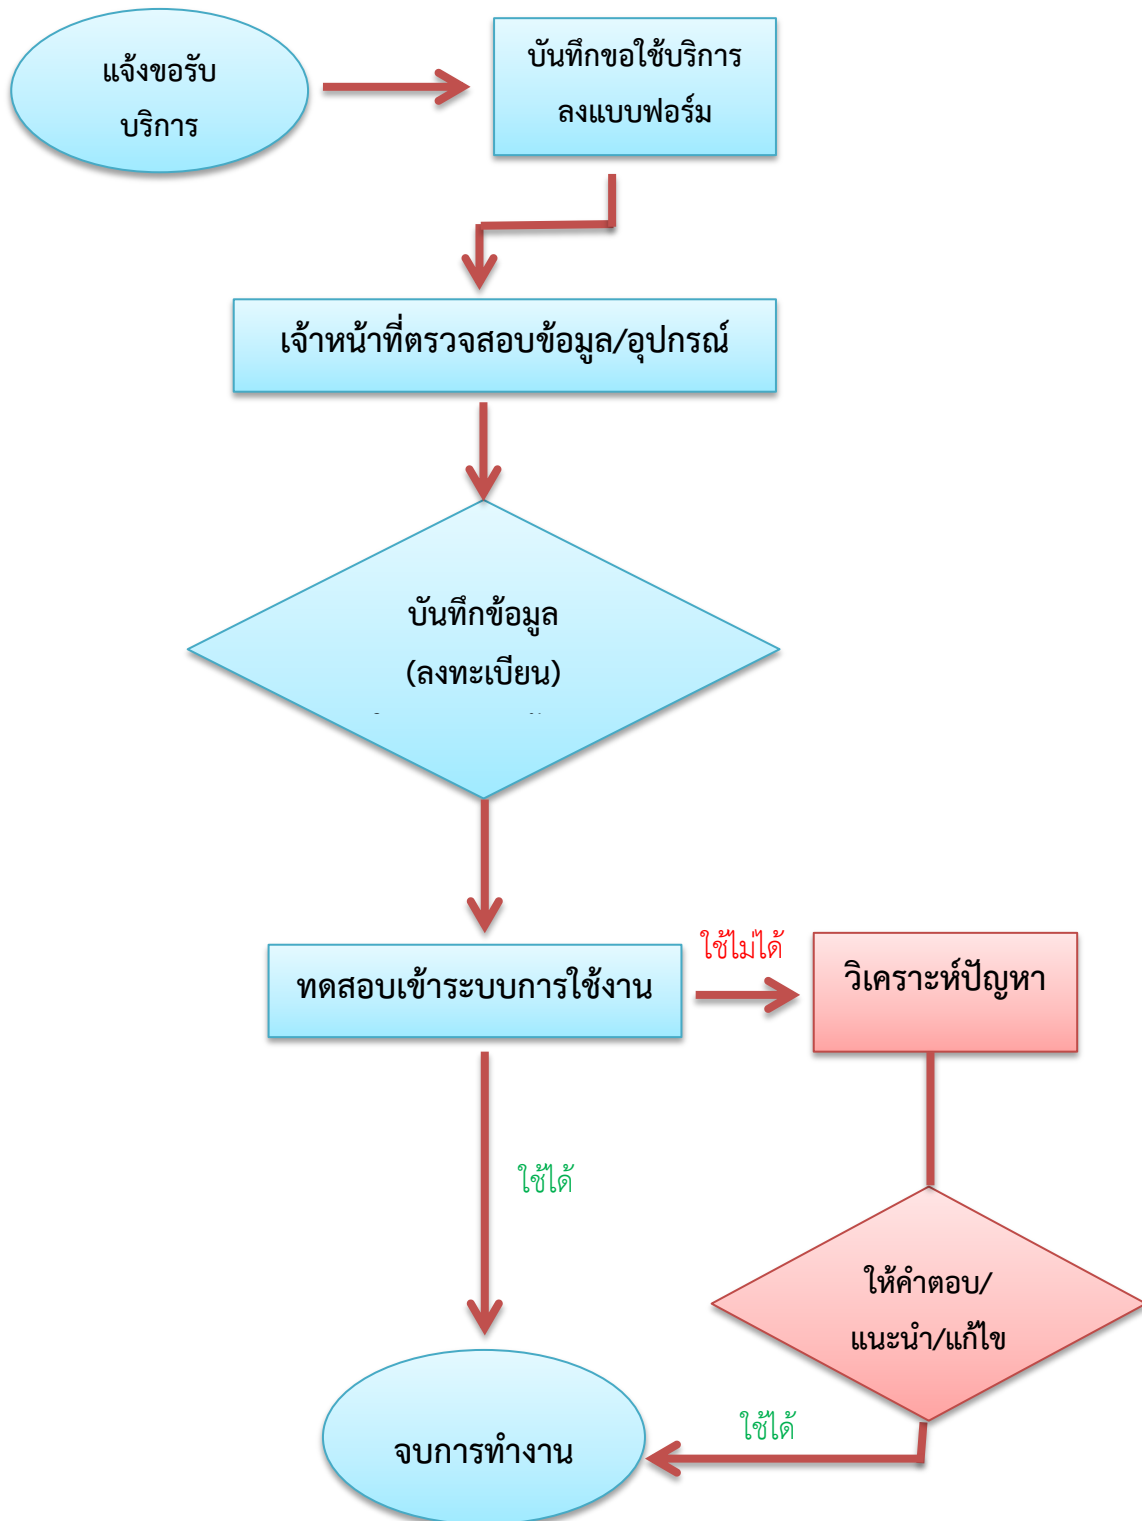 แจ้งขอรับ
บริการ
บันทึกขอใช้บริการ
ลงแบบฟอร์ม
เจ้าหน้าที่ตรวจสอบข้อมูล/อุปกรณ์
บันทึกข้อมูล
(ลงทะเบียน)
ทดสอบเข้าระบบการใช้งาน
ใช้ไม่ได้
วิเคราะห์ปัญหา
ใช้ได้
ให้คำตอบ/
แนะนำ/แก้ไข
ใช้ได้
จบการทำงาน